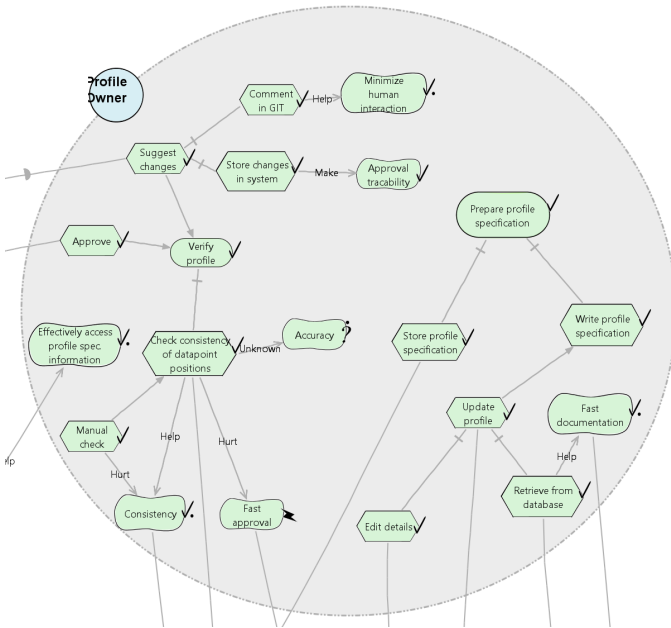 Profile
Owner
Comment
in GIT
Help
Minimize
human
interaction
Suggest
changes
Store changes
in system
Make
Approval
tracability
Prepare profile
specification
Approve
Verify
profile
Effectively access
profile spec
information
Check consistency
of datapoint
positions
Unknown
Accuracy
Store profile
specification
Write profile
specification
Update
profile
Fast
documentation
Manual
check
Help
Hurt
Help
Hurt
Retrieve from
database
Consistency
Fast
approval
Edit details